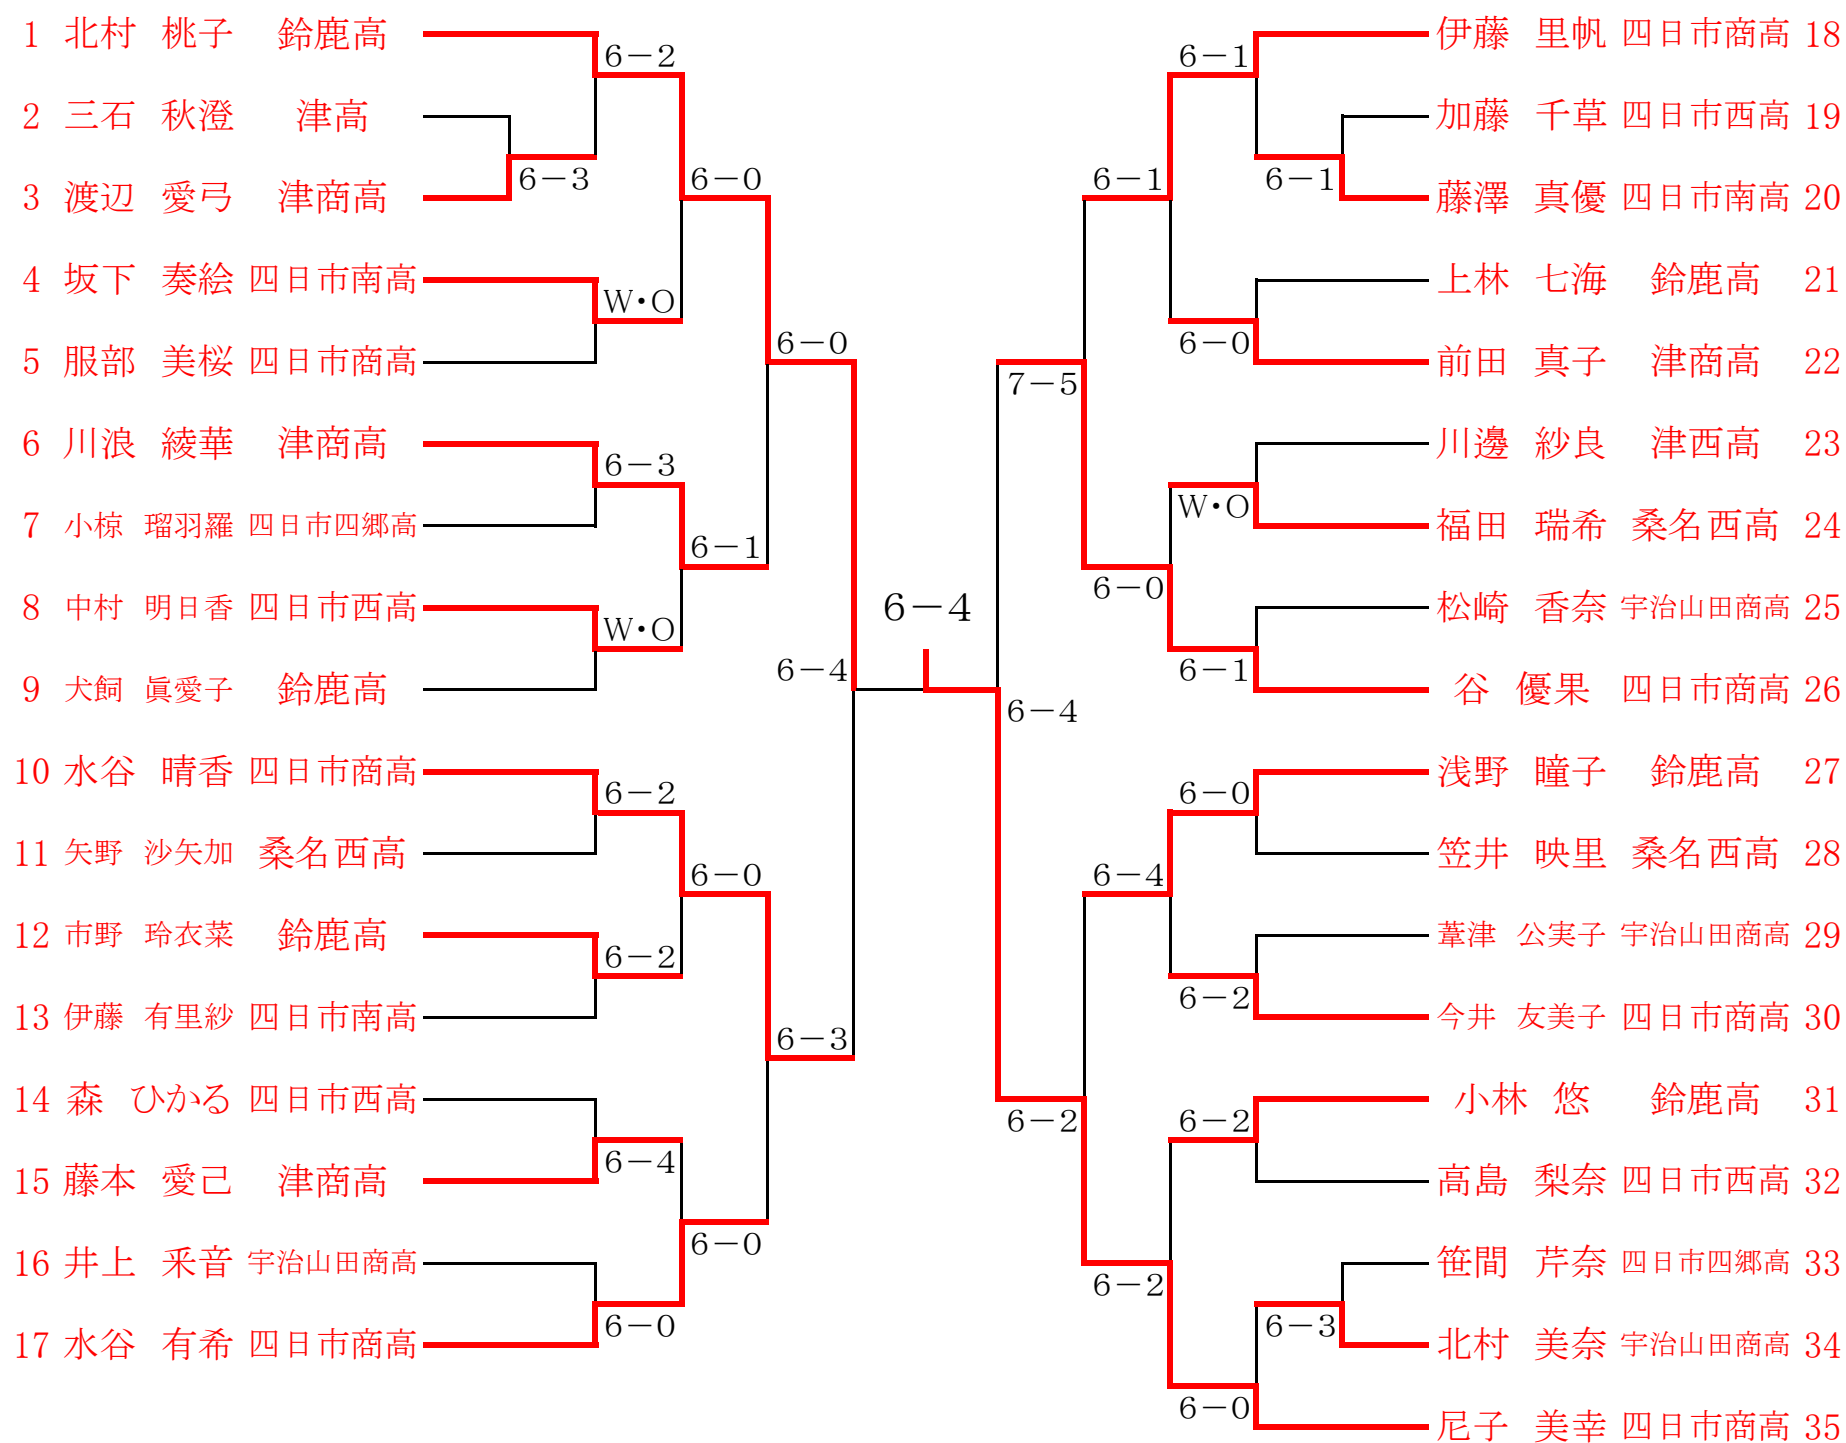 1 北村 桃子 鈴鹿高
2 三石 秋澄 津高
3 渡辺 愛弓 津商高
4 坂下 奏絵 四日市南高
5 服部 美桜 四日市商高
6 川浪 綾華 津商高
7 小椋 瑠羽羅 四日市四郷高
8 中村 明日香 四日市西高
9 犬飼 眞愛子 鈴鹿高
10 水谷 晴香 四日市商高
11 矢野 沙矢加 桑名西高
12 市野 玲衣菜 鈴鹿高
13 伊藤 有里紗 四日市南高
14 森 ひかる 四日市西高
15 藤本 愛己 津商高
16 井上 釆音 宇治山田商高
17 水谷 有希 四日市商高
6-2
6-3
W・O
6-3
W・O
6-2
6-2
6-4
6-0
6-0
6-1
6-0
6-0
6-0
6-3
6-4
6-4
6-4
7-5
6-2
6-1
6-0
6-4
6-2
6-1
6-0
W・O
6-1
6-0
6-2
6-2
6-0
6-1
6-3
伊藤 里帆 四日市商高 18
加藤 千草 四日市西高 19
藤澤 真優 四日市南高 20
上林 七海 鈴鹿高 21
前田 真子 津商高 22
川邊 紗良 津西高 23
福田 瑞希 桑名西高 24
松崎 香奈 宇治山田商高 25
谷 優果 四日市商高 26
浅野 瞳子 鈴鹿高 27
笠井 映里 桑名西高 28
葦津 公実子 宇治山田商高 29
今井 友美子 四日市商高 30
小林 悠 鈴鹿高 31
高島 梨奈 四日市西高 32
笹間 芹奈 四日市四郷高 33
北村 美奈 宇治山田商高 34
尼子 美幸 四日市商高 35